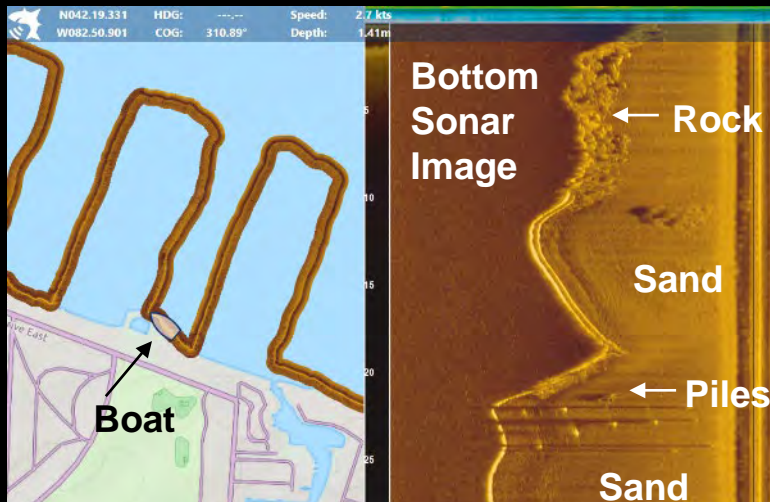 N042.19.331 HDG: ---.-- Speed: 2.7 kts
W082.50.901 COG: 310.89° Depth: 1.41m
Bottom
Sonar
Image
Rock
5
10
15
20
25
Sand
ive East
Boat
Piles
Sand